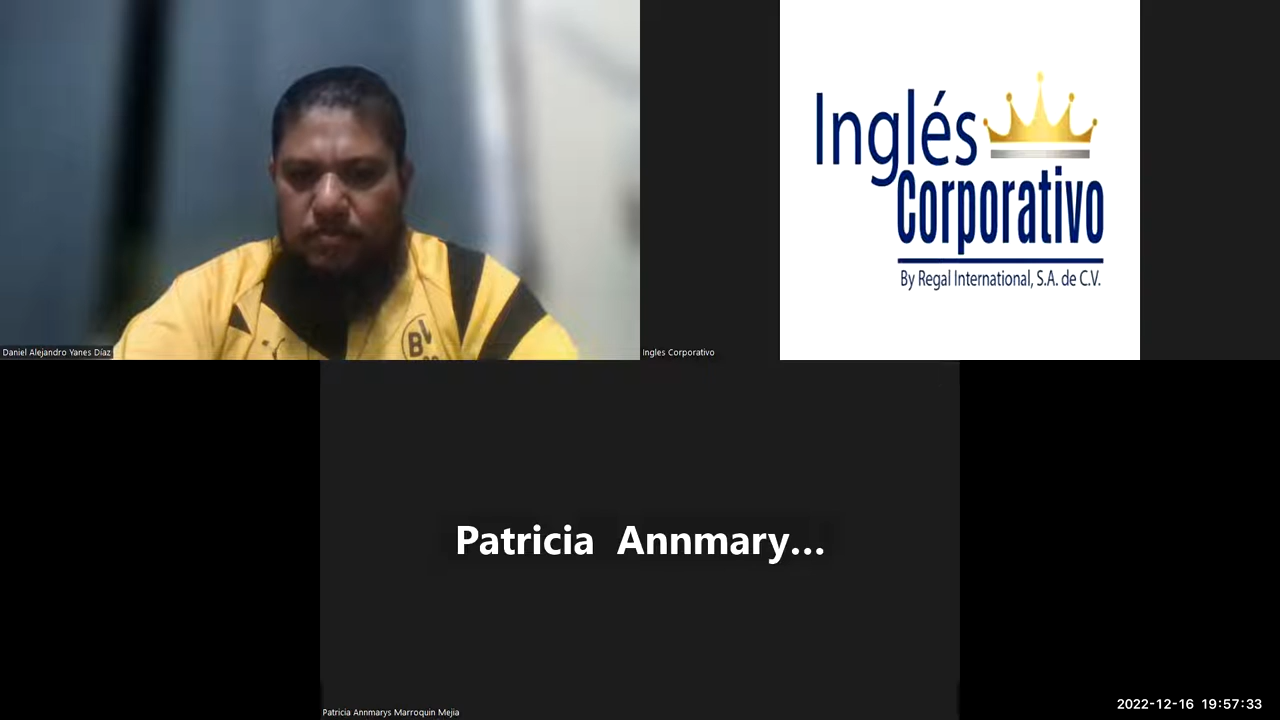 Inglés
Corporativo
By Regal International, S.A. de C.V.
Daniel Alejandro Yanes Díaz
Ingles Corporativo
Patricia Annmary...
Patricia Annmarys Marroquin Mejia
2022-12-16 19:57:33